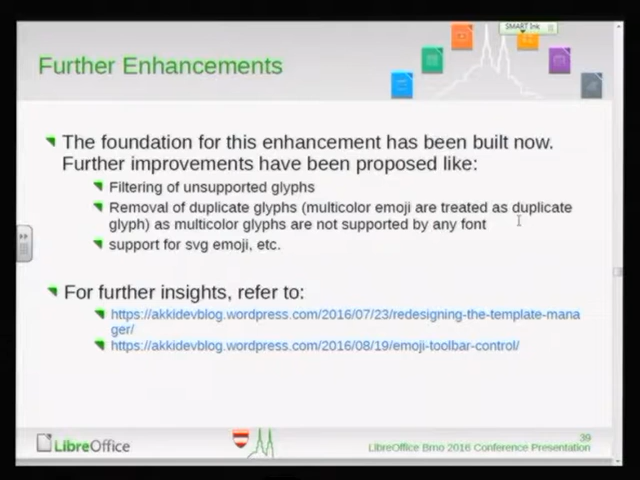 SMART Ink
Further Enhancements
The foundation for this enhancement has been built now.
Further improvements have been proposed like:
Filtering of unsupported glyphs
Removal of duplicate glyphs (multicolor emoji are treated as duplicate
glyph) as multicolor glyphs are not supported by any font
support for svg emoji, etc.
For further insights, refer to:
https://akkidevblog.wordpress.com/2016/07/23/redesigning-the-template-mana
ger/
https://akkidevblog.wordpress.com/2016/08/19/emoji-toolbar-control/
39
LibreOffice
LibreOffice Brno 2016 Conference Presentation